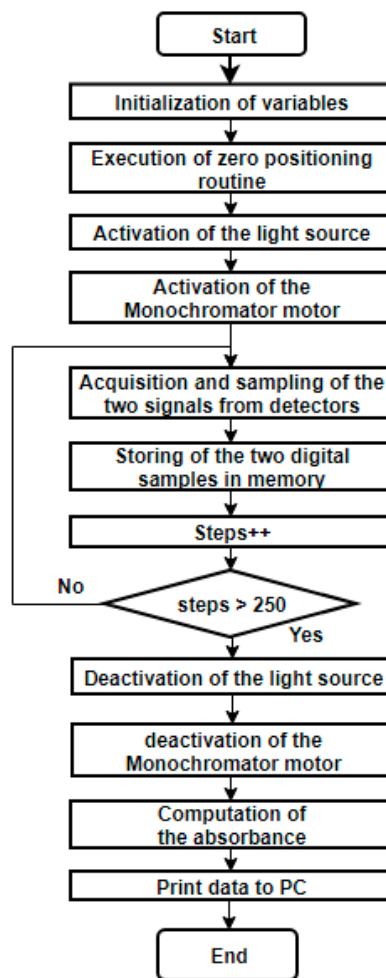 Start
Initialization of variables
Execution of zero positioning
routine
Activation of the light source
Activation of the
Monochromator motor
Acquisition and sampling of the
two signals from detectors
Storing of the two digital
samples in memory
Steps++
No
steps > 250
Yes
Deactivation of the light source
deactivation of the
Monochromator motor
Computation of
the absorbance
Print data to PC
End